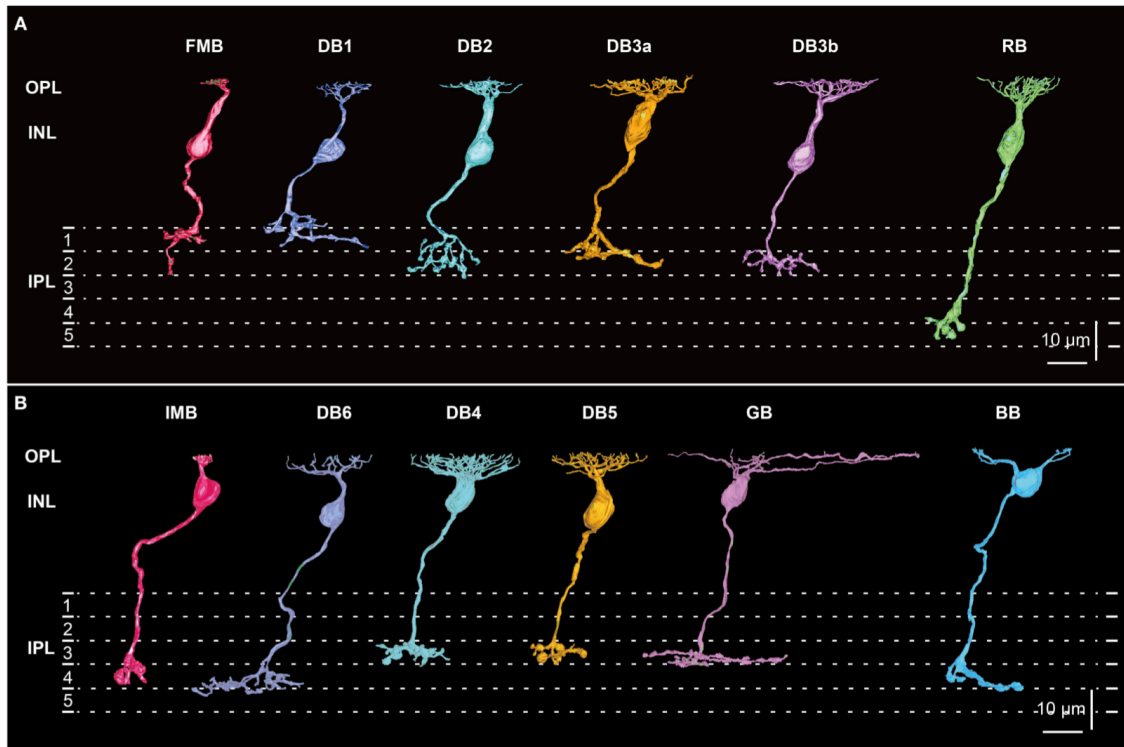 A
FMB DB1 DB2 DB3a DB3b RB
OPL
INL
1
2
IPL 3
4
5
10 µm
B
IMB DB6 DB4 DB5 GB BB
OPL
INL
1
2
IPL 3
4
5
10 µm